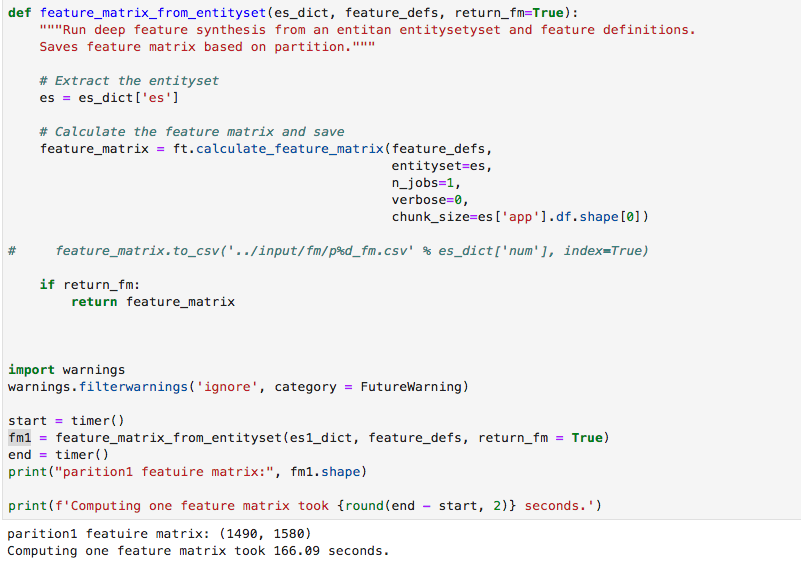 def feature_matrix_from_entityset(es_dict, feature_defs, return_fm=True):
    """Run deep feature synthesis from an entitan entitysetyset and feature definitions.
    Saves feature matrix based on partition."""
    # Extract the entityset
    es = es_dict['es']
    # Calculate the feature matrix and save
    feature_matrix = ft.calculate_feature_matrix(feature_defs,
                                                 entityset=es,
                                                 n_jobs=1,
                                                 verbose=0,
                                                 chunk_size=es['app'].df.shape[0])
#     feature_matrix.to_csv('../input/fm/p%d_fm.csv' % es_dict['num'], index=True)
    if return_fm:
        return feature_matrix
import warnings
warnings.filterwarnings('ignore', category = FutureWarning)
start = timer()
fm1 = feature_matrix_from_entityset(es1_dict, feature_defs, return_fm = True)
end = timer()
print("parition1 featuire matrix:", fm1.shape)
print(f'Computing one feature matrix took {round(end - start, 2)} seconds.')
parition1 featuire matrix: (1490, 1580)
Computing one feature matrix took 166.09 seconds.